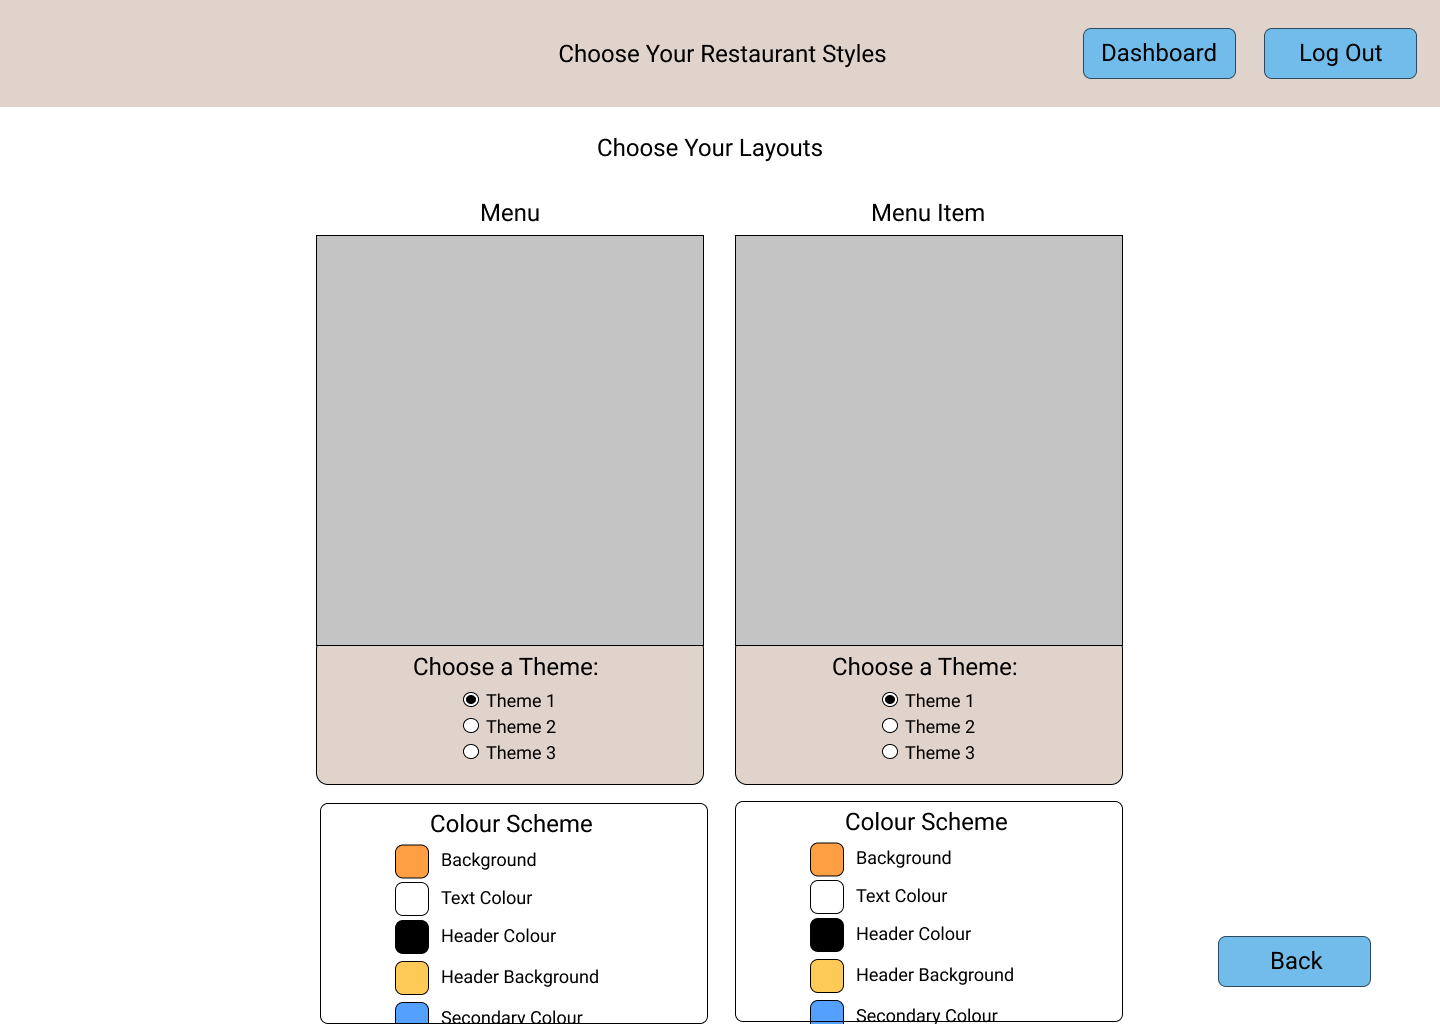 Choose Your Restaurant Styles
Dashboard
Log Out
Choose Your Layouts
Menu
Choose a Theme:
Theme 1
Theme 2
Theme 3
Colour Scheme
Background
Text Colour
Header Colour
Header Background
Secondary Colour
Menu Item
Choose a Theme:
Theme 1
Theme 2
Theme 3
Colour Scheme
Background
Text Colour
Header Colour
Header Background
Secondary Colour
Back